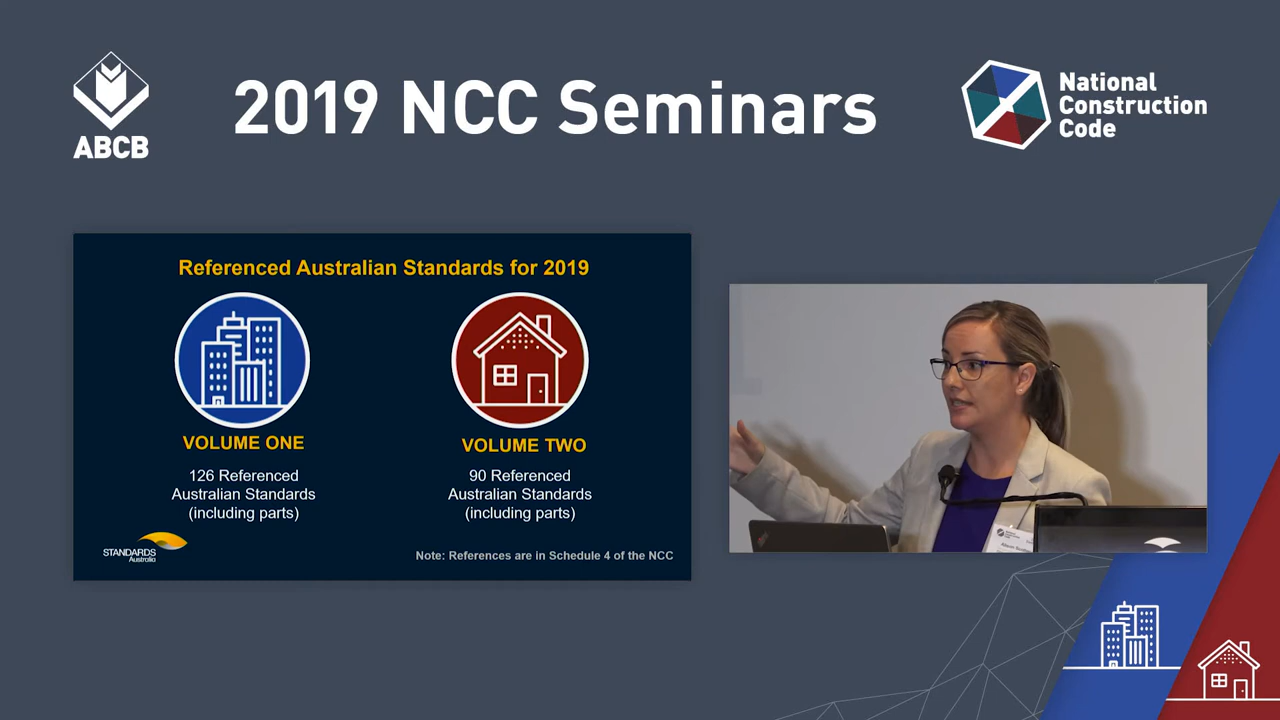 ABCB
2019 NCC Seminars
National
Construction
Code
Referenced Australian Standards for 2019
VOLUME ONE
126 Referenced
Australian Standards
(including parts)
VOLUME TWO
90 Referenced
Australian Standards
(including parts)
STANDARDS
Australia
Note: References are in Schedule 4 of the NCC